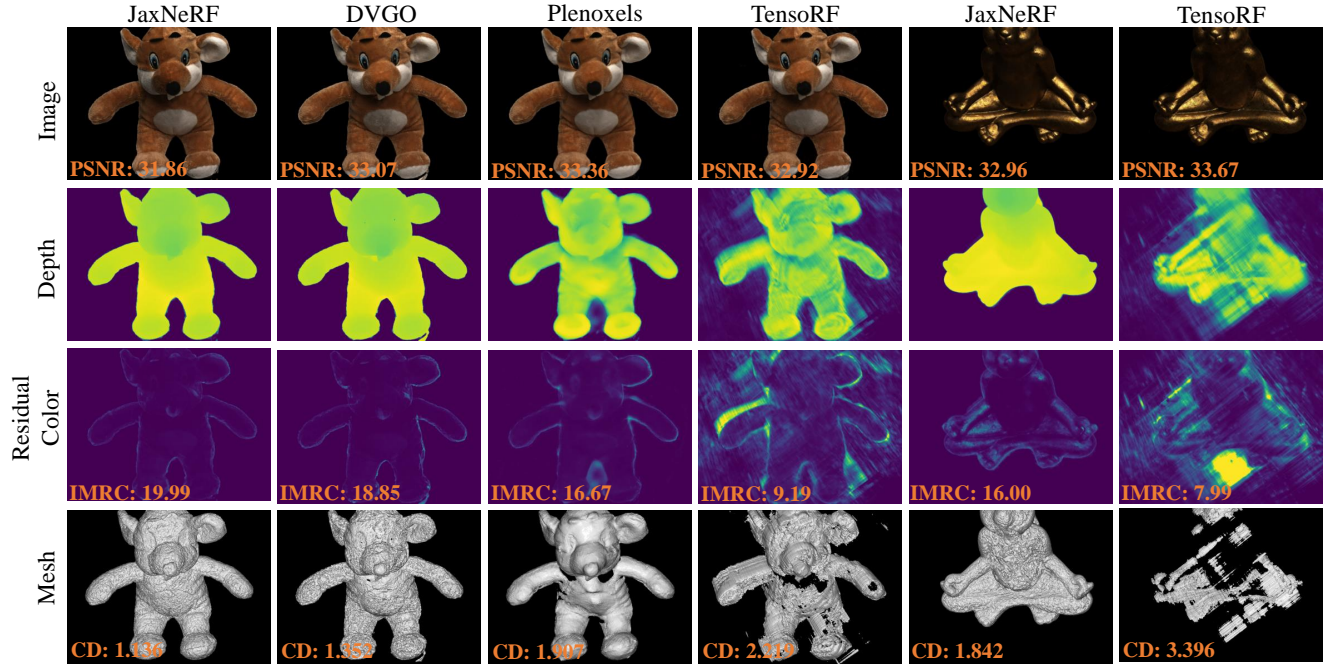 JaxNeRF DVGO Plenoxels TensoRF JaxNeRF TensoRF
Image
PSNR: 31.86 PSNR: 33.07 PSNR: 33.36 PSNR: 32.92 PSNR: 32.96 PSNR: 33.67
Depth
Residual
Color
IMRC: 19.99 IMRC: 18.85 IMRC: 16.67 IMRC: 9.19 IMRC: 16.00 IMRC: 7.99
Mesh
CD: 1.136 CD: 1.352 CD: 1.907 CD: 2.219 CD: 1.842 CD: 3.396